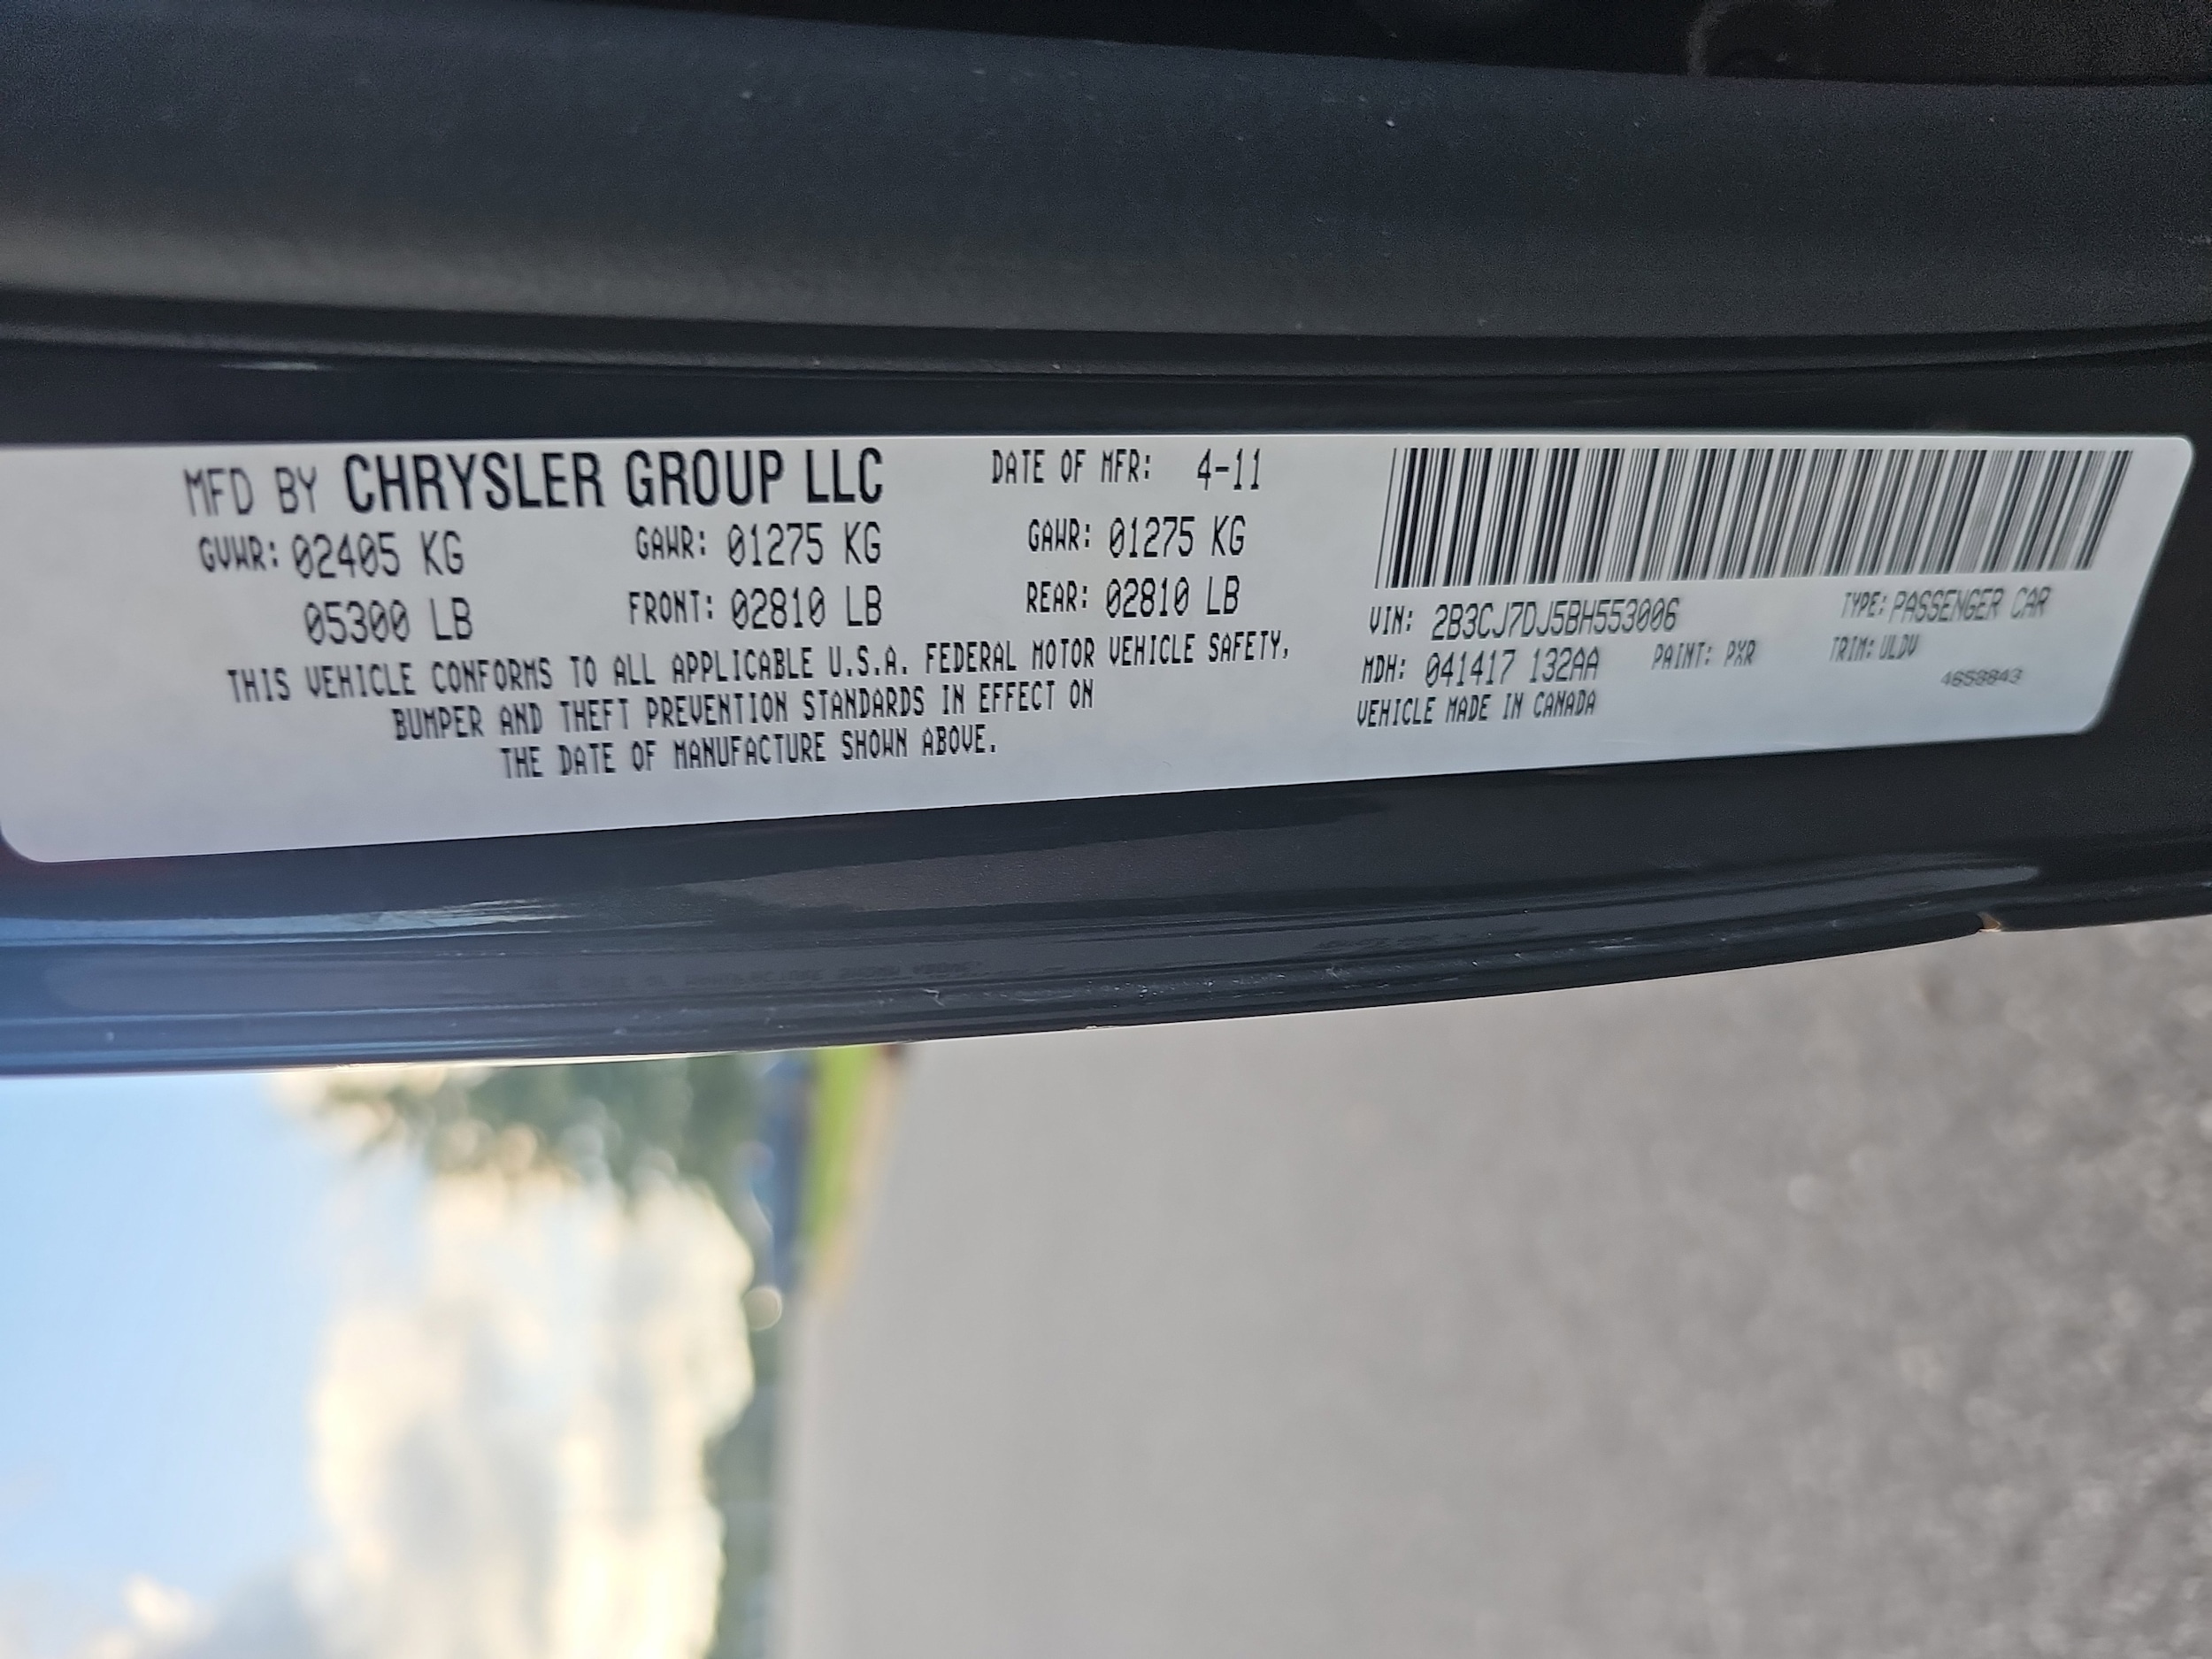 MFD BY CHRYSLER GROUP LLC DATE OF MFR: 4-11
GVWR: 02405 KG GAWR: 01275 KG GAWR: 01275 KG
05300 LB FRONT: 02810 LB REAR: 02810 LB
THIS VEHICLE CONFORMS TO ALL APPLICABLE U.S.A. FEDERAL MOTOR VEHICLE SAFETY,
BUMPER AND THEFT PREVENTION STANDARDS IN EFFECT ON
THE DATE OF MANUFACTURE SHOWN ABOVE.
VIN: 2B3CJ7DJ5BH553006 TYPE: PASSENGER CAR
MDH: 041417 132AA PAINT: PXR TRIM: ULDV
4658843
VEHICLE MADE IN CANADA